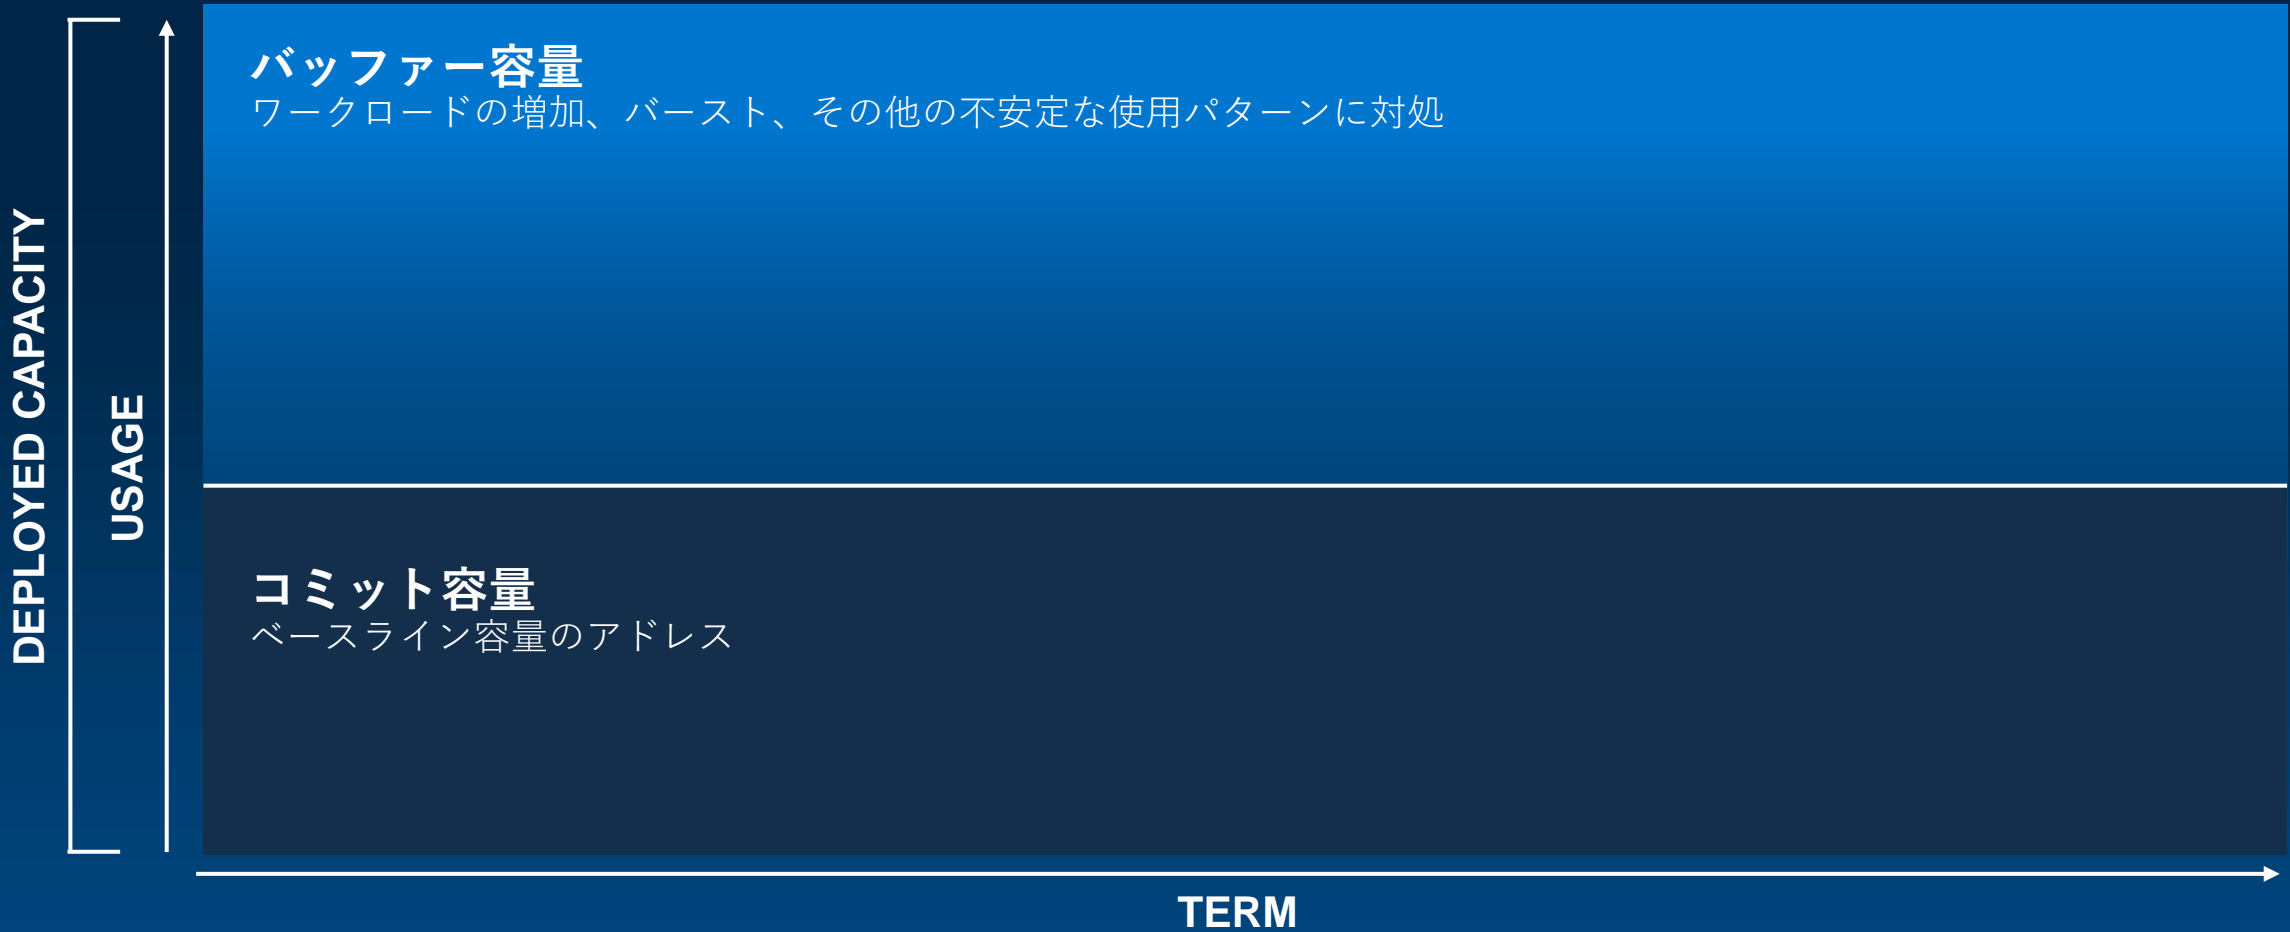 DEPLOYED CAPACITY
USAGE
バッファー容量
ワークロードの増加、バースト、その他の不安定な使用パターンに対処
コミット容量
ベースライン容量のアドレス
TERM